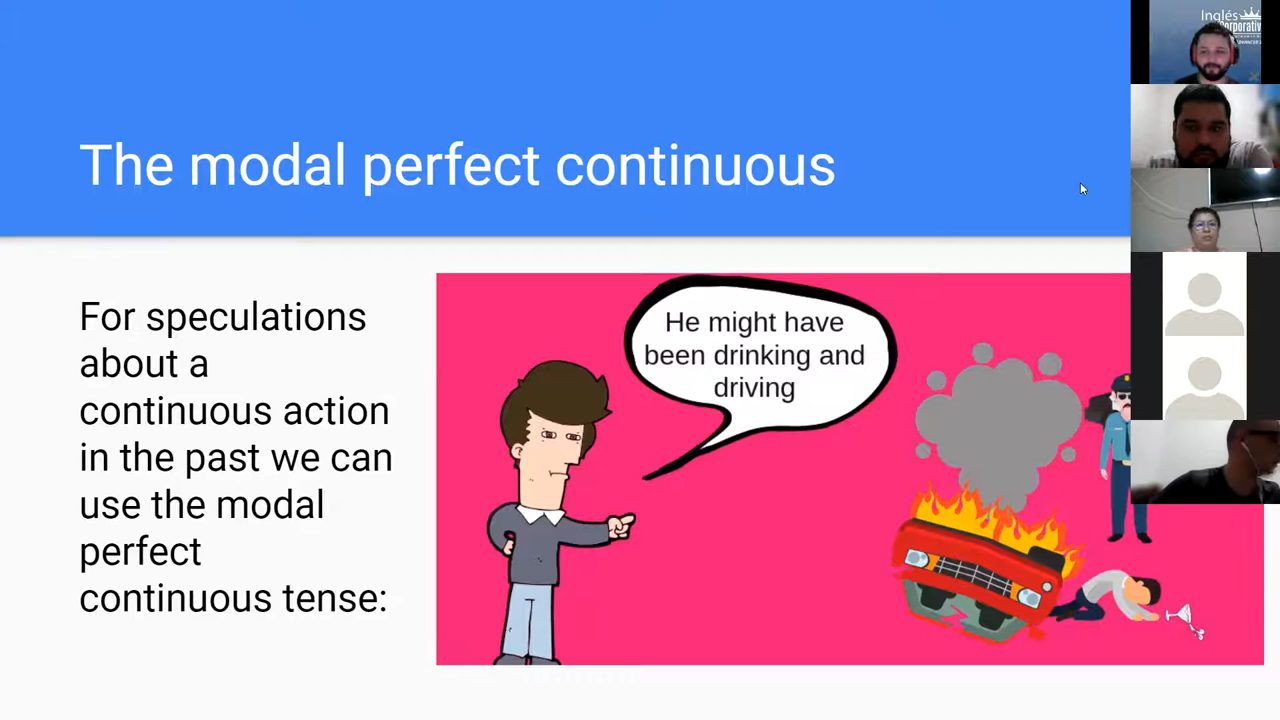 The modal perfect continuous
For speculations
about a
continuous action
in the past we can
use the modal
perfect
continuous tense:
He might have
been drinking and
driving
Inglés